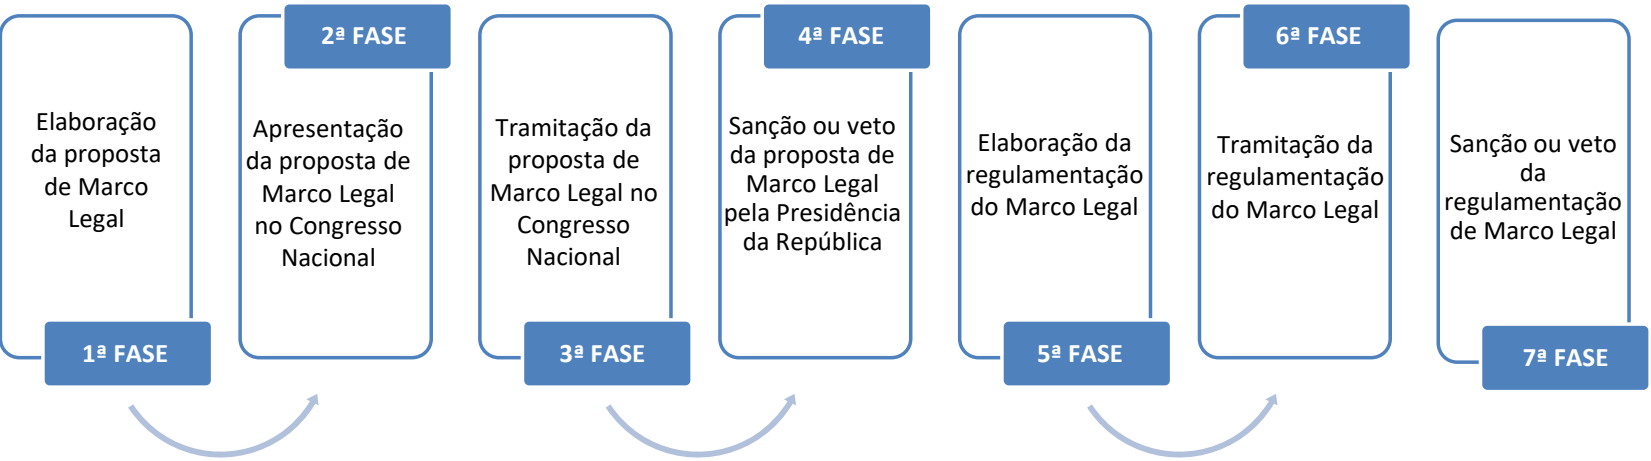 Elaboração
da proposta
de Marco
Legal
1ª FASE
2ª FASE
Apresentação
da proposta de
Marco Legal
no Congresso
Nacional
Tramitação da
proposta de
Marco Legal no
Congresso
Nacional
3ª FASE
4ª FASE
Sanção ou veto
da proposta de
Marco Legal
pela Presidência
da República
Elaboração da
regulamentação
do Marco Legal
5ª FASE
6ª FASE
Tramitação da
regulamentação
do Marco Legal
Sanção ou veto
da
regulamentação
de Marco Legal
7ª FASE